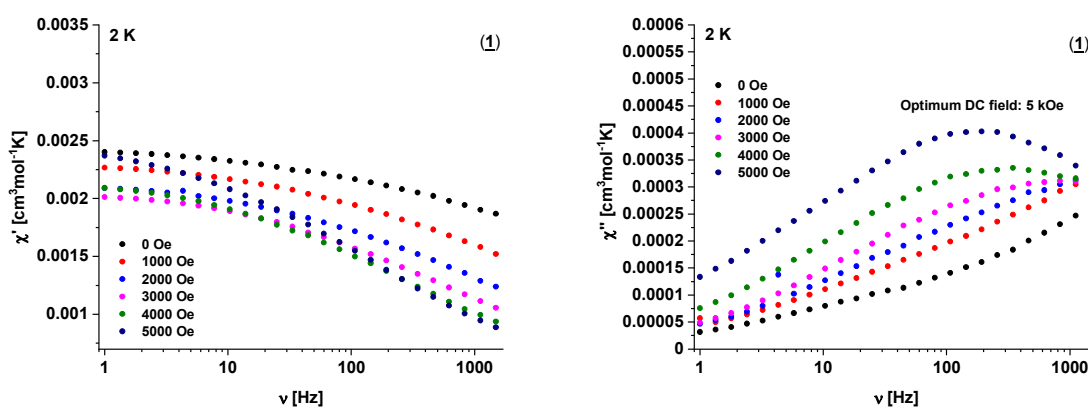 0.0035
0.003
0.0025
0.002
0.0015
0.001
χ' [cm³mol⁻¹K]
2 K
(1)
0 Oe
1000 Oe
2000 Oe
3000 Oe
4000 Oe
5000 Oe
1
10
100
1000
ν [Hz]
0.0006
0.00055
0.0005
0.00045
0.0004
0.00035
0.0003
0.00025
0.0002
0.00015
0.0001
0.00005
0
χ'' [cm³mol⁻¹K]
2 K
(1)
0 Oe
1000 Oe
2000 Oe
3000 Oe
4000 Oe
5000 Oe
Optimum DC field: 5 kOe
1
10
100
1000
ν [Hz]